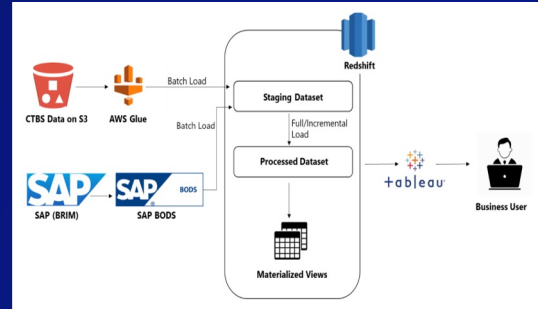 Redshift
Batch Load
CTBS Data on S3
AWS Glue
Staging Dataset
Batch Load
Full/Incremental
Load
Processed Dataset
SAP
SAP
®
BODS
SAP (BRIM)
SAP BODS
+ableau
Business User
Materialized Views